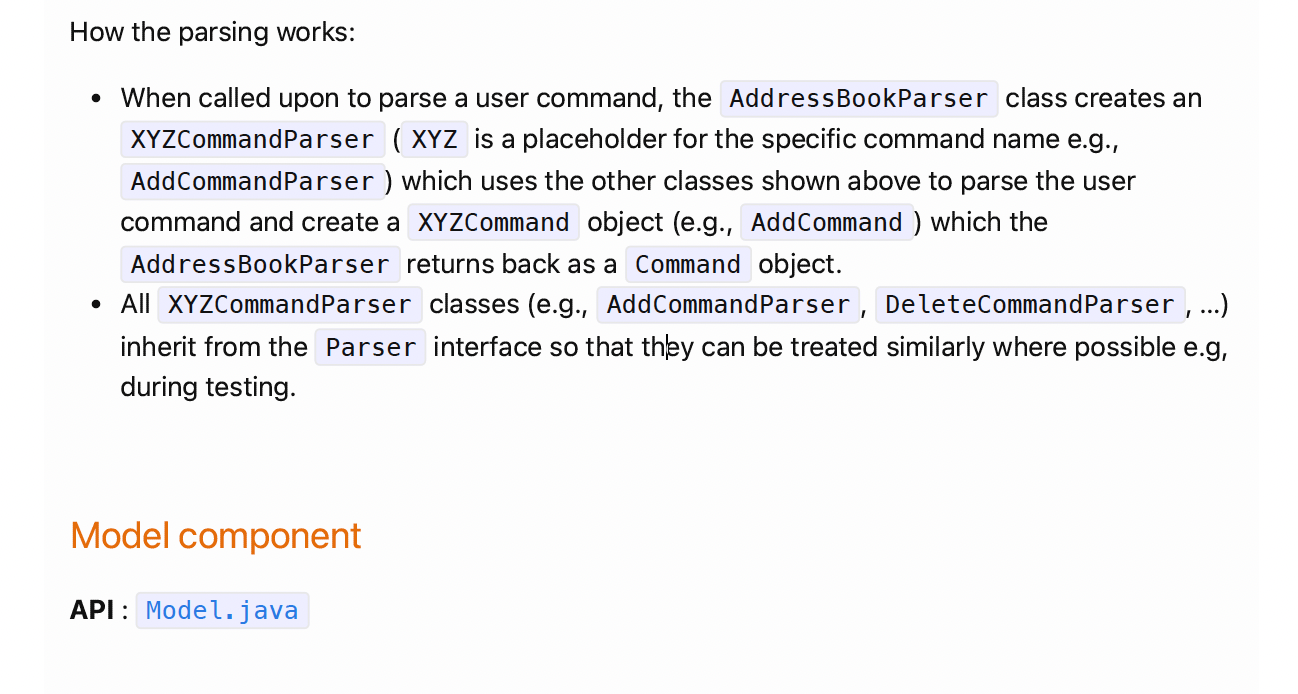 How the parsing works:
• When called upon to parse a user command, the AddressBookParser class creates an
XYZCommandParser (XYZ is a placeholder for the specific command name e.g.,
AddCommandParser) which uses the other classes shown above to parse the user
command and create a XYZCommand object (e.g., AddCommand) which the
AddressBookParser returns back as a Command object.
• All XYZCommandParser classes (e.g., AddCommandParser, DeleteCommandParser, ...)
inherit from the Parser interface so that they can be treated similarly where possible e.g,
during testing.
Model component
API : Model.java